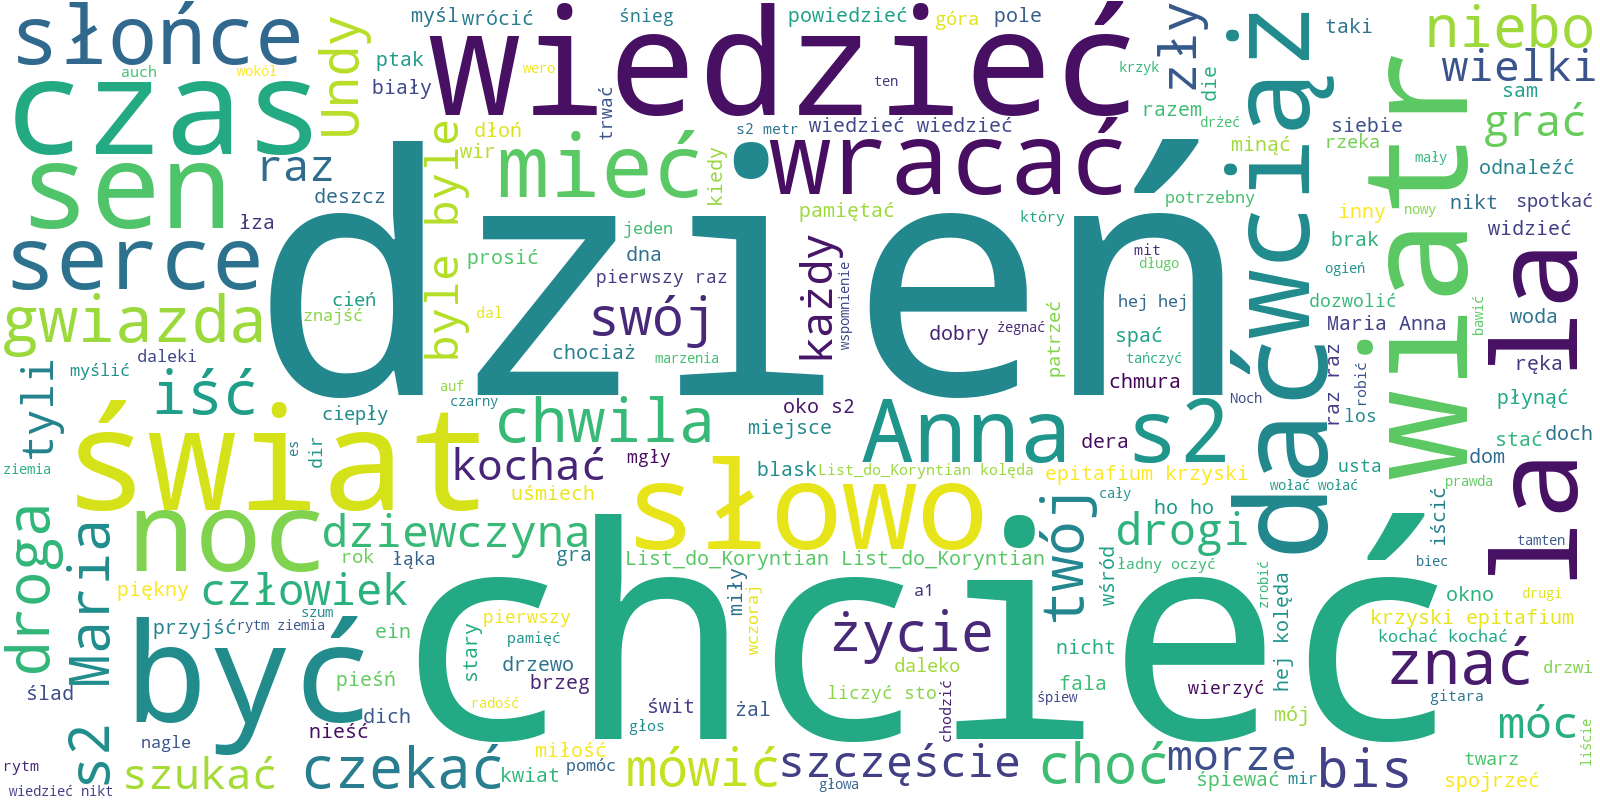 słońce
myśl
wrócić
śnieg
powiedzieć
góra
pole
zły
taki
niebo
Undy
ptak
auch
wokół
biały
wiedzieć
wero
trwać
ten
krzyk
die
razem
drżeć
wciąż
wielki
sam
grać
czas
raz
deszcz
łza
byle byle
dłoń
wir
mieć
s2 metr
wiedzieć wiedzieć
wracać
kiedy
pamiętać
minąć
siebie
rzeka
mały
odnaleźć
wiatr
potrzebny
inny
nowy
nikt
spotkać
widzieć
brak
sen
serce
dzień
prosić
jeden
dna
pierwszy raz
który
mit
długo
ogień
gwiazda
cień
znajść
byle byle
dal
swój
każdy
wspomnienie
dobry
żegnać
hej hej
patrzeć
spać
tańczyć
dozwolić
Maria Anna
woda
bawić
la la
daleki
myślić
tyli
chociaż
marzenia
auf
czarny
chmura
Noch
dać
raz raz
robić
ręka
płynąć
iść
ciepły
chwila
oko s2
miejsce
Anna s2
los
stać
doch
dom
świat
es
dir
kochać
mgły
dera
blask
List_do_Koryntian kolęda
epitafium krzyski
usta
wołać wołać
prawda
ziemia
uśmiech
słowo
cały
ho ho
twój
drogi
iścić
tamten
droga
s2 Maria
noc
dziewczyna
rok
łąka
gra
List_do_Koryntian List_do_Koryntian
wśród
ładny oczyć
biec
piękny
człowiek
szum
miły
wczoraj
a1
zrobić
hej kolęda
okno
drugi
krzyski epitafium
przyjść
rytm ziemia
ein
stary
pierwszy
pamięć
chcieć
życie
nicht
kochać kochać
być
pieśń
drzewo
brzeg
daleko
fala
wierzyć
znać
drzwi
gitara
ślad
dich
radość
świt
żal
liczyć sto
chodzić
śpiew
mój
móc
liście
nagle
nieść
głos
rytm
szukać
czekać
kwiat
miłość
pomóc
mówić
szczęście
głowa
choć
morze
śpiewać
mir
bis
twarz
spojrzeć
wiedzieć nikt